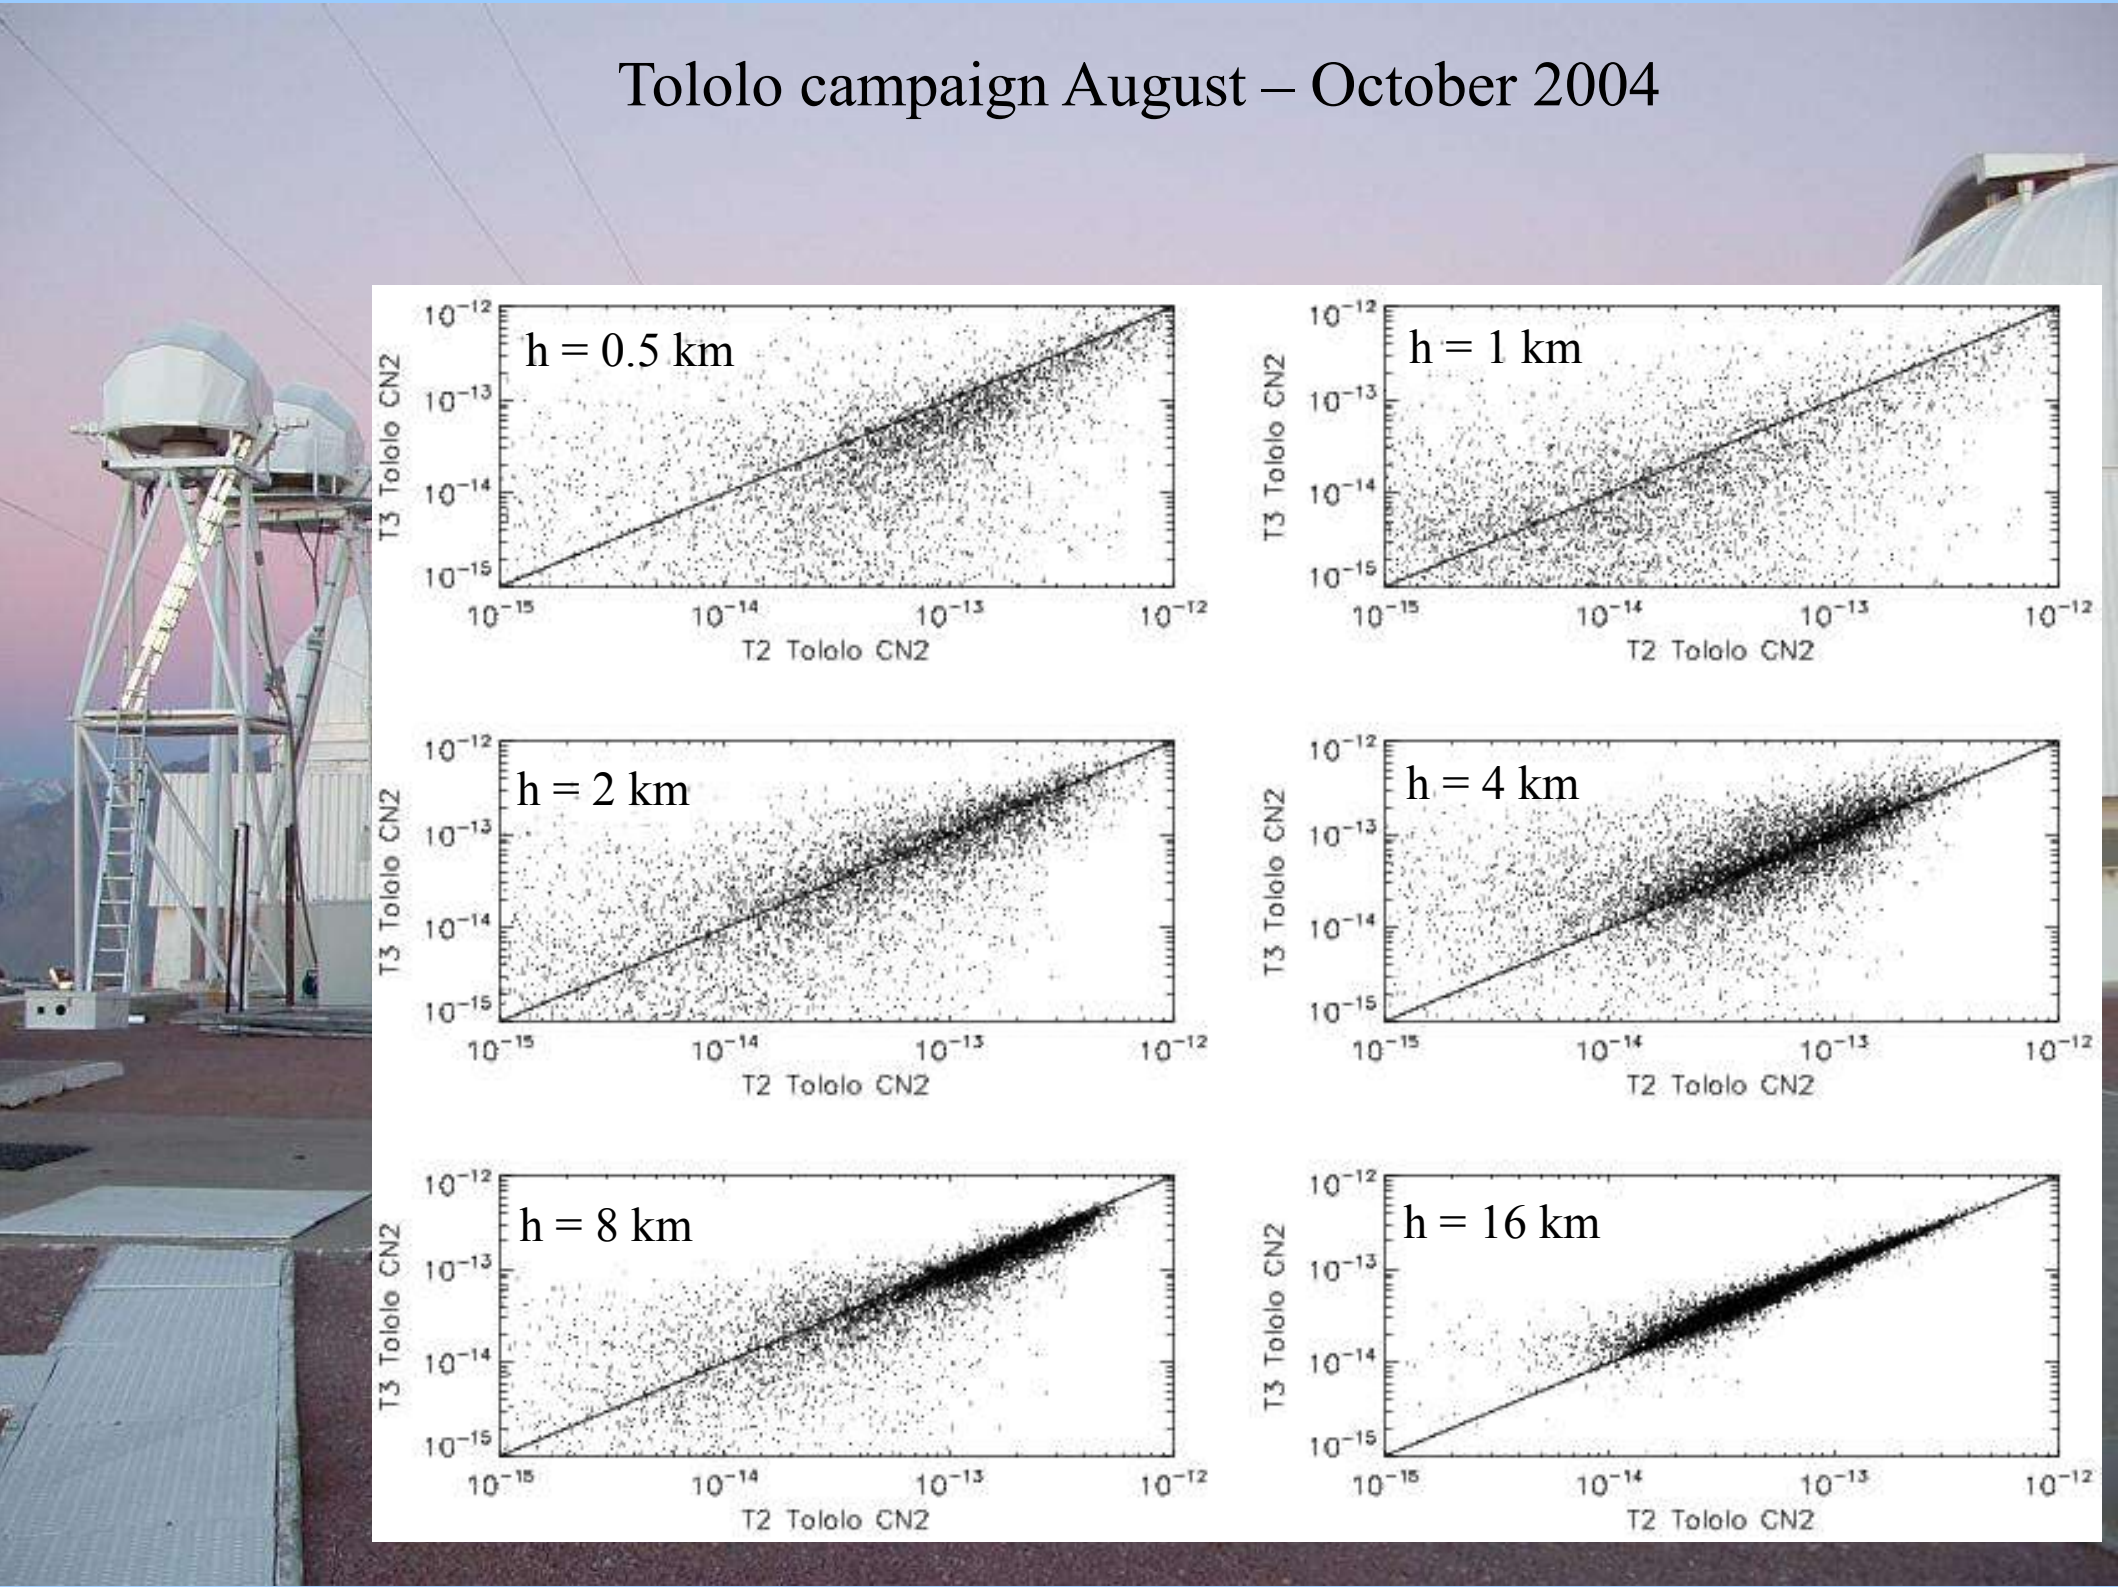 Tololo campaign August – October 2004
h = 0.5 km
10⁻¹²
10⁻¹³
10⁻¹⁴
10⁻¹⁵
T3 Tololo CN2
10⁻¹⁵ 10⁻¹⁴ 10⁻¹³ 10⁻¹²
T2 Tololo CN2
h = 1 km
10⁻¹²
10⁻¹³
10⁻¹⁴
10⁻¹⁵
T3 Tololo CN2
10⁻¹⁵ 10⁻¹⁴ 10⁻¹³ 10⁻¹²
T2 Tololo CN2
h = 2 km
10⁻¹²
10⁻¹³
10⁻¹⁴
10⁻¹⁵
T3 Tololo CN2
10⁻¹⁵ 10⁻¹⁴ 10⁻¹³ 10⁻¹²
T2 Tololo CN2
h = 4 km
10⁻¹²
10⁻¹³
10⁻¹⁴
10⁻¹⁵
T3 Tololo CN2
10⁻¹⁵ 10⁻¹⁴ 10⁻¹³ 10⁻¹²
T2 Tololo CN2
h = 8 km
10⁻¹²
10⁻¹³
10⁻¹⁴
10⁻¹⁵
T3 Tololo CN2
10⁻¹⁵ 10⁻¹⁴ 10⁻¹³ 10⁻¹²
T2 Tololo CN2
h = 16 km
10⁻¹²
10⁻¹³
10⁻¹⁴
10⁻¹⁵
T3 Tololo CN2
10⁻¹⁵ 10⁻¹⁴ 10⁻¹³ 10⁻¹²
T2 Tololo CN2